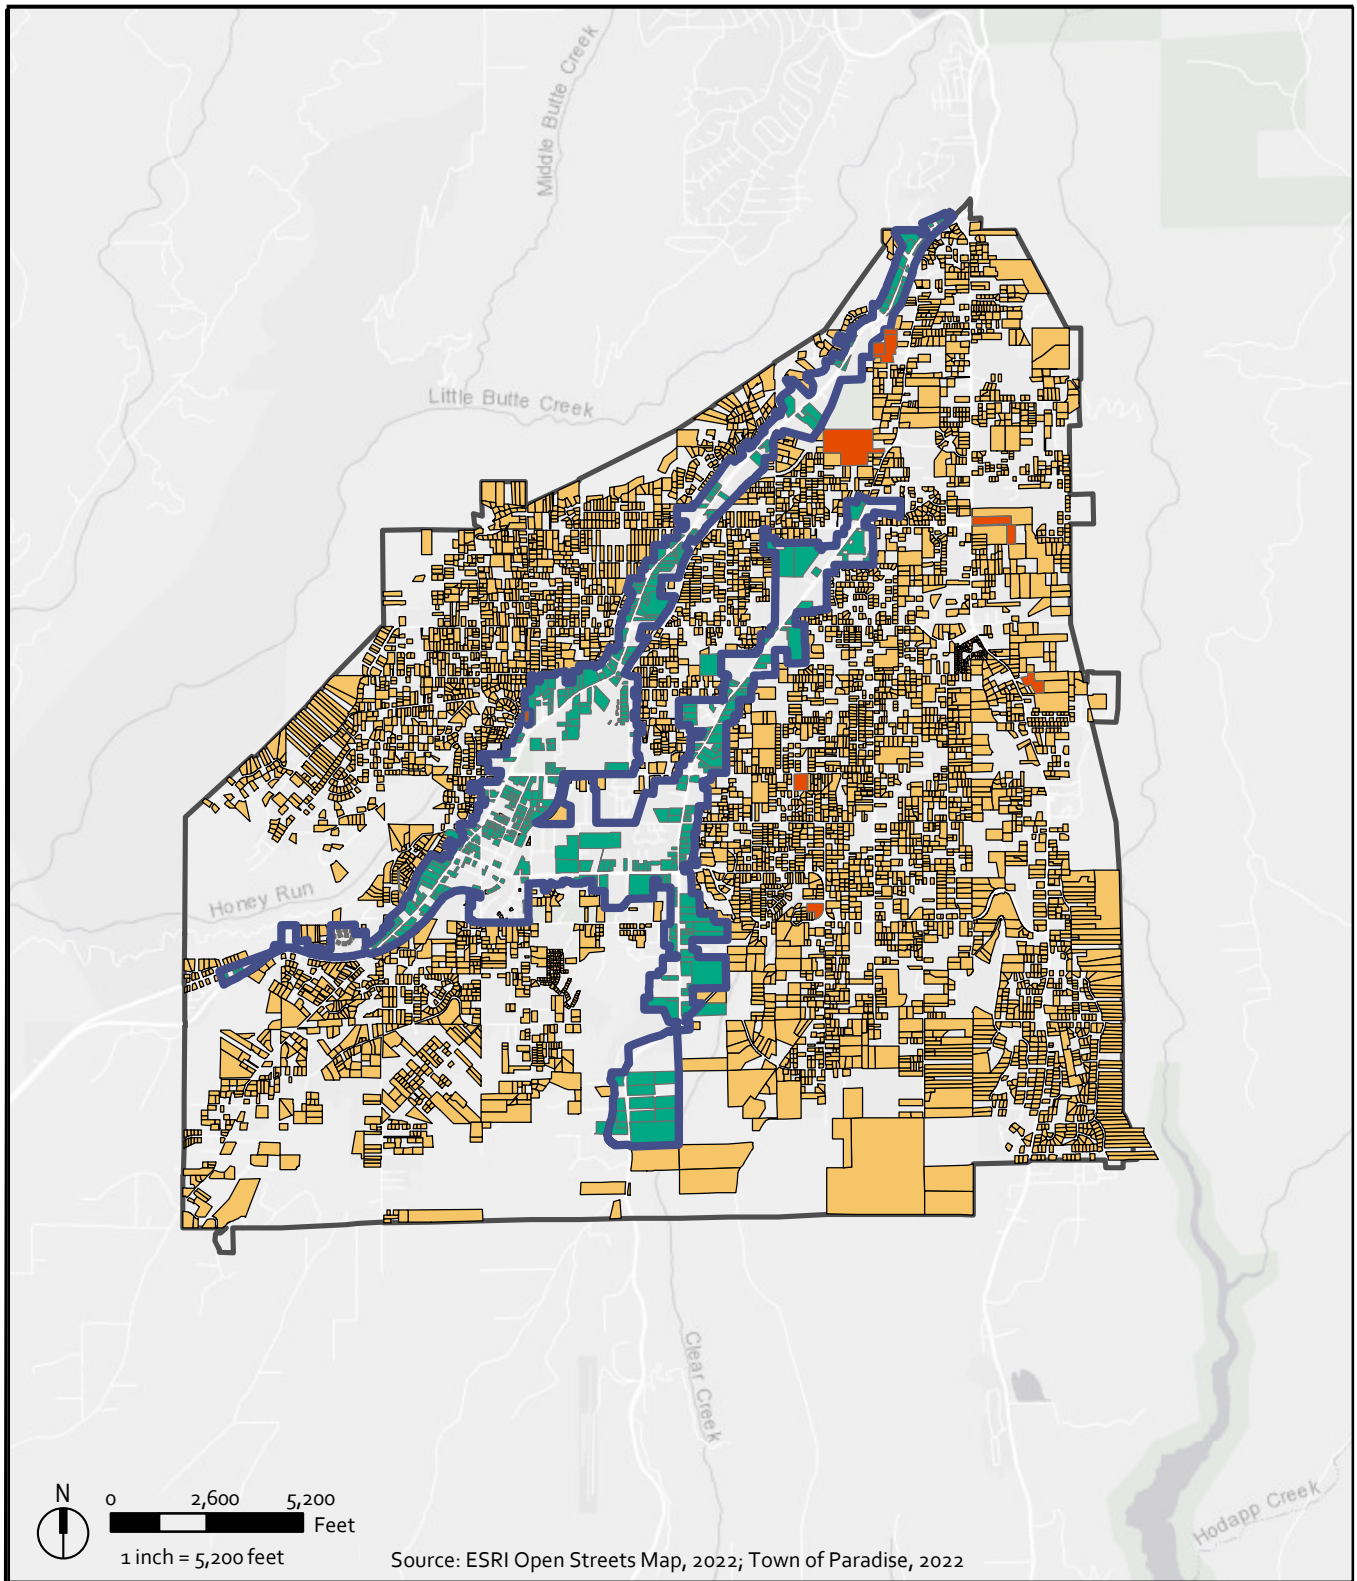 Middle Butte Creek
Little Butte Creek
Honey Run
Clear Creek
Hodapp Creek
N
0 2,600 5,200
Feet
1 inch = 5,200 feet
Source: ESRI Open Streets Map, 2022; Town of Paradise, 2022